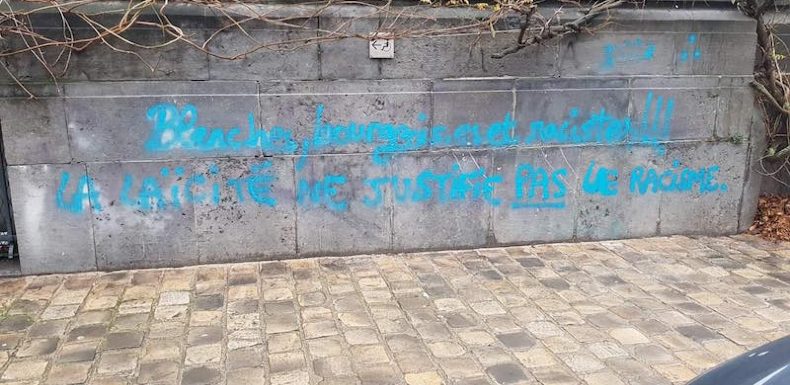 Blanches, bourgeoises et racistes!!!
LA LAÏCITÉ NE JUSTIFIE PAS LE RACISME.